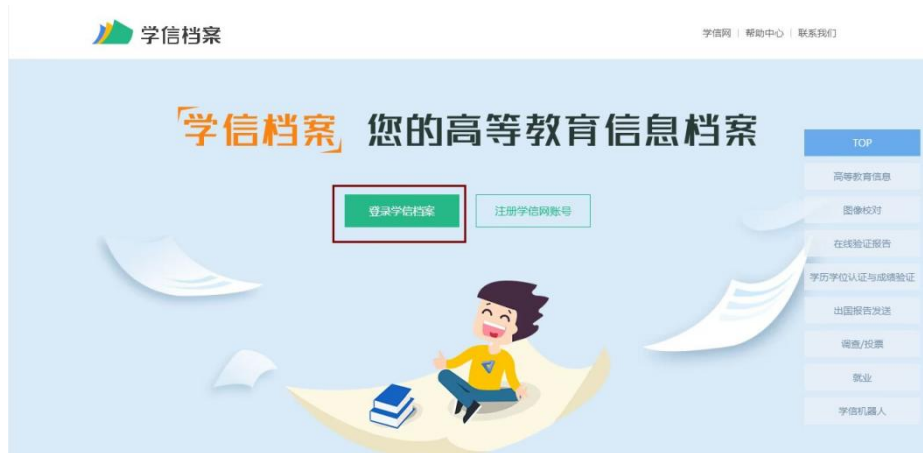 学信档案
学信网 | 帮助中心 | 联系我们
「学信档案」 您的高等教育信息档案
登录学信档案
注册学信网账号
TOP
高等教育信息
图像校对
在线验证报告
学历学位认证与成绩验证
出国报告发送
调查/投票
就业
学信机器人